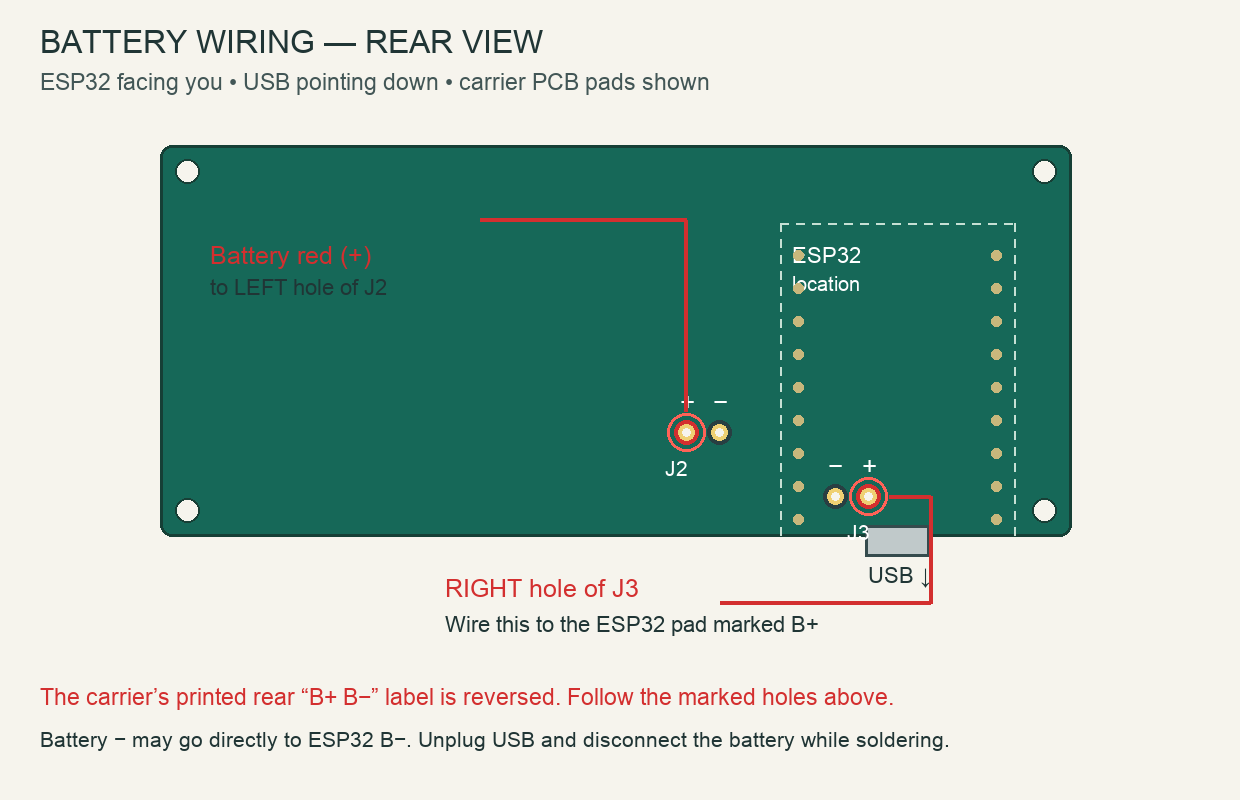 BATTERY WIRING — REAR VIEW
ESP32 facing you • USB pointing down • carrier PCB pads shown
Battery red (+)
to LEFT hole of J2
ESP32
location
+ −
J2
− +
J3
USB ↓
RIGHT hole of J3
Wire this to the ESP32 pad marked B+
The carrier’s printed rear “B+ B−” label is reversed. Follow the marked holes above.
Battery − may go directly to ESP32 B−. Unplug USB and disconnect the battery while soldering.